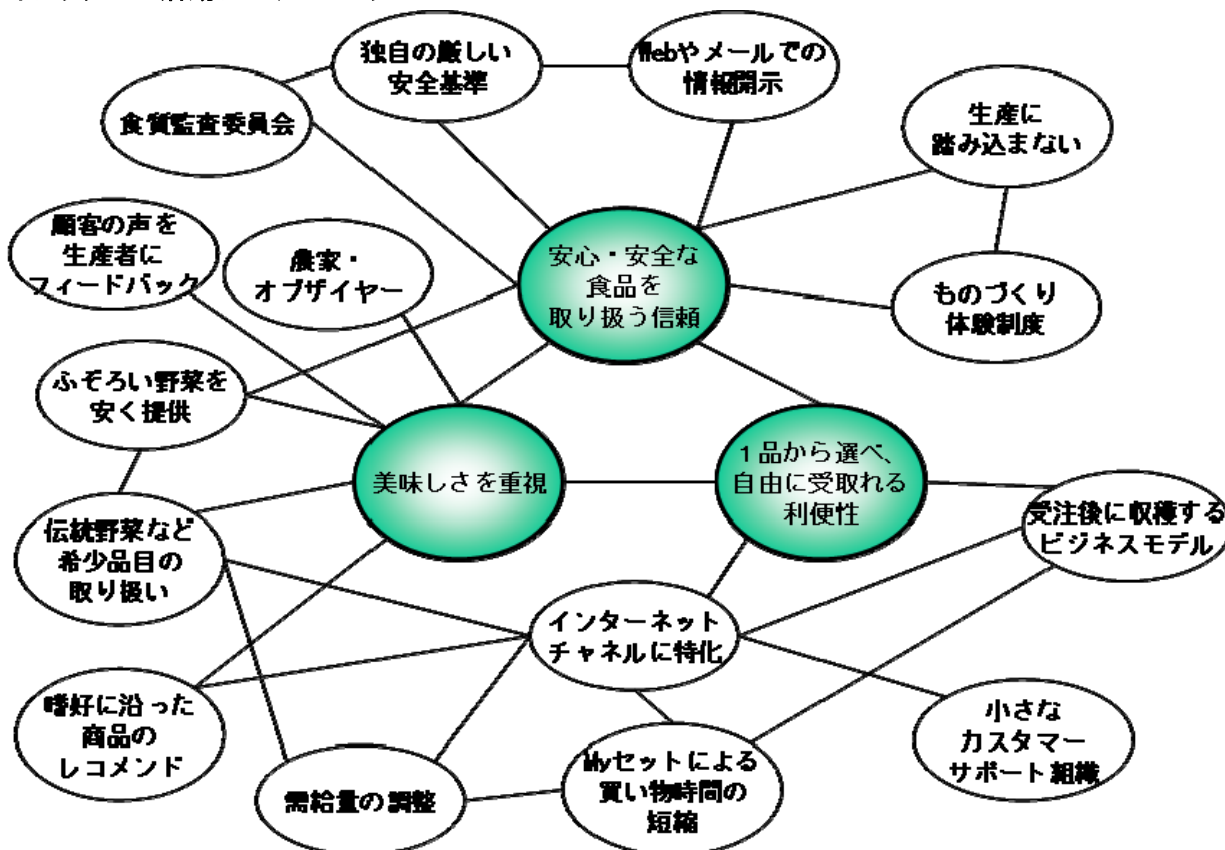 独自の厳しい
安全基準
Webやメールでの
情報開示
食質監査委員会
生産に
踏み込まない
顧客の声を
生産者に
フィードバック
農家・
オブザイヤー
安心・安全な
食品を
取り扱う信頼
ものづくり
体験制度
ふぞろい野菜を
安く提供
美味しさを重視
1品から選べ、
自由に受取れる
利便性
伝統野菜など
希少品目の
取り扱い
受注後に収穫する
ビジネスモデル
インターネット
チャネルに特化
嗜好に沿った
商品の
レコメンド
小さな
カスタマー
サポート組織
需給量の調整
Myセットによる
買い物時間の
短縮